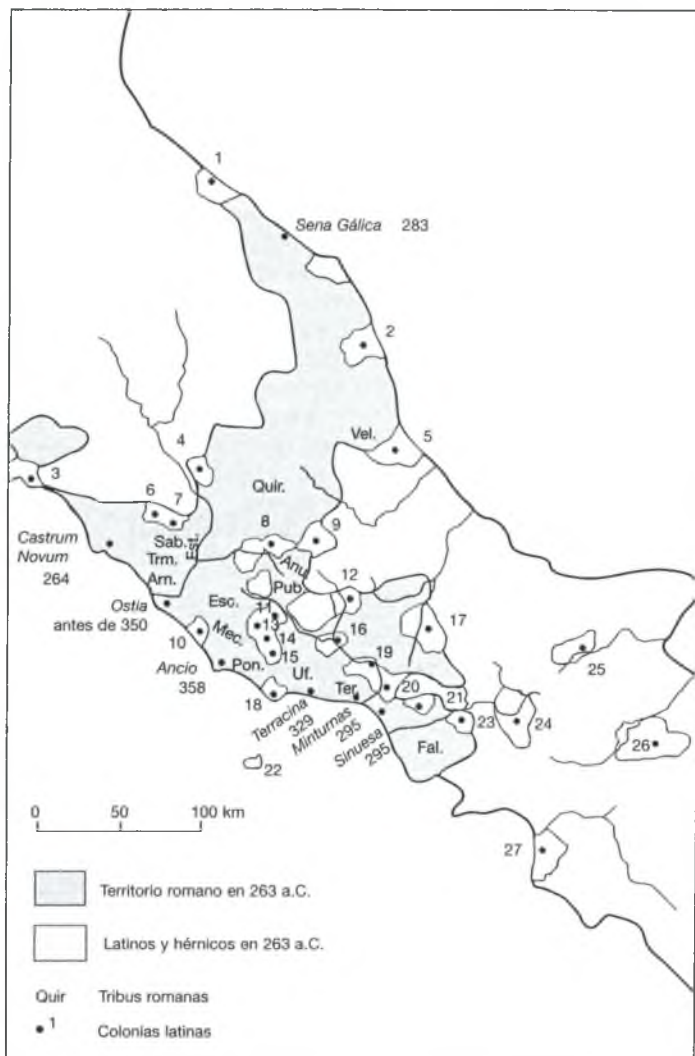 1
Sena Gálica 283
2
Vel.
5
4
3
Quir.
6
7
8
9
Sab.
Est.
Trm.
Arn.
Castrum
Novum
264
Anu.
Pub.
12
Ostia
antes de 350
Esc.
11
17
Mec.
13
16
14
25
10
15
19
Ancio
358
Pon.
Uf.
20
21
18
Ter.
23
24
Terracina
329
Minturnas
295
Sinuesa
295
Fal.
26
22
0 50 100 km
27
Territorio romano en 263 a.C.
Latinos y hérnicos en 263 a.C.
Quir Tribus romanas
1 Colonías latinas